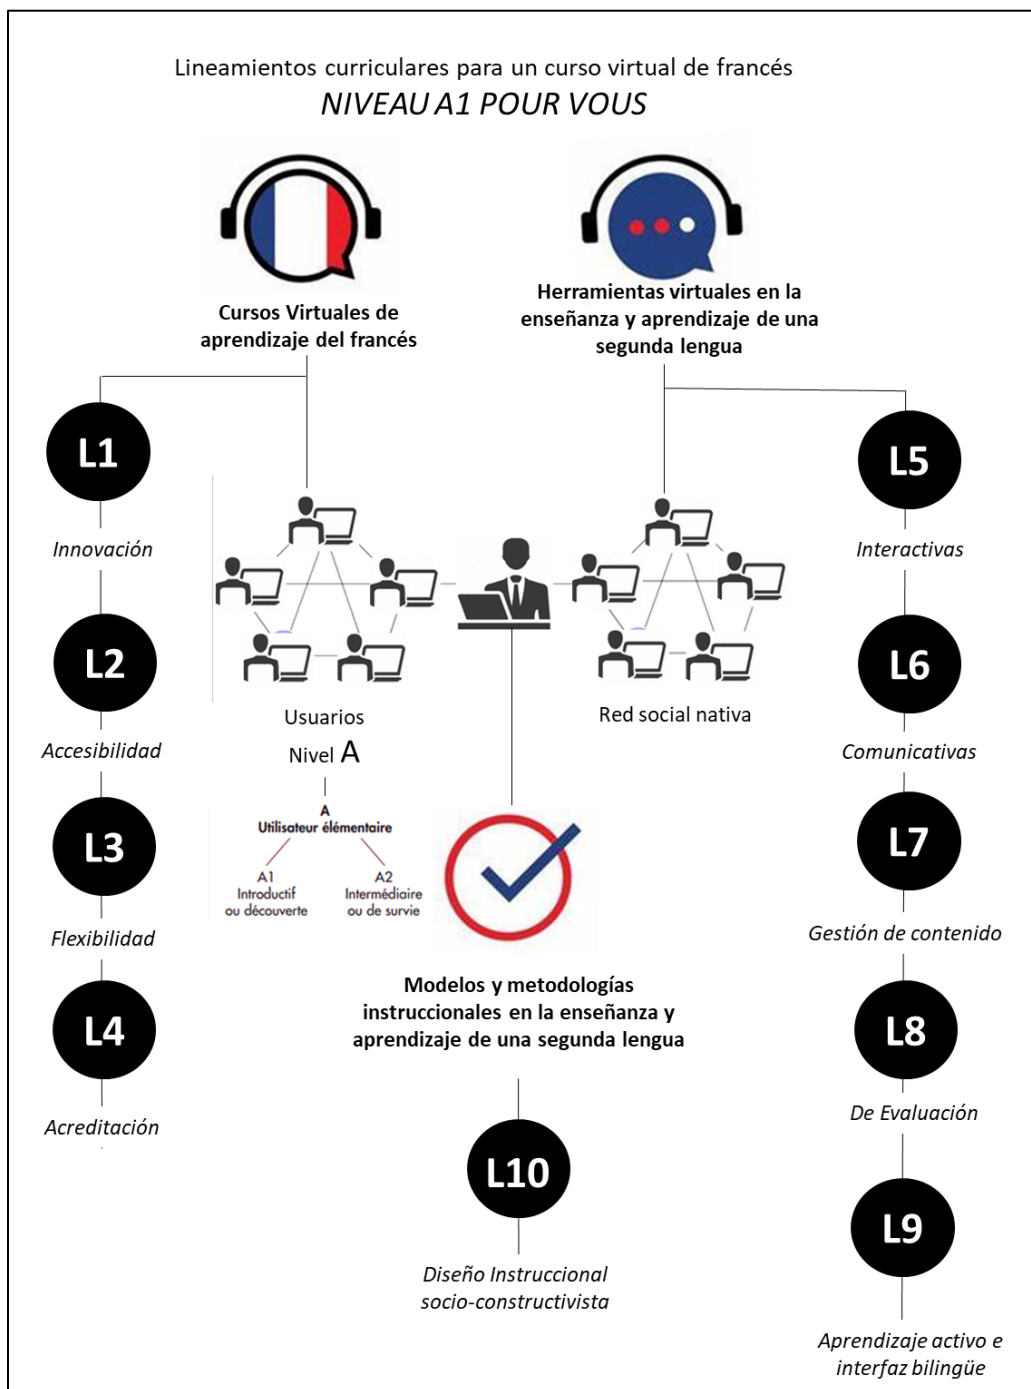 Lineamientos curriculares para un curso virtual de francés
NIVEAU A1 POUR VOUS
Cursos Virtuales de
aprendizaje del francés
Herramientas virtuales en la
enseñanza y aprendizaje de una
segunda lengua
L1
Innovación
L2
Accesibilidad
L3
Flexibilidad
L4
Acreditación
Usuarios
Nivel A
A
Utilisateur élémentaire
A1
Introductif
ou découverte
A2
Intermédiaire
ou de survie
Red social nativa
Modelos y metodologías
instruccionales en la enseñanza y
aprendizaje de una segunda lengua
L10
Diseño Instruccional
socio-constructivista
L5
Interactivas
L6
Comunicativas
L7
Gestión de contenido
L8
De Evaluación
L9
Aprendizaje activo e
interfaz bilingüe